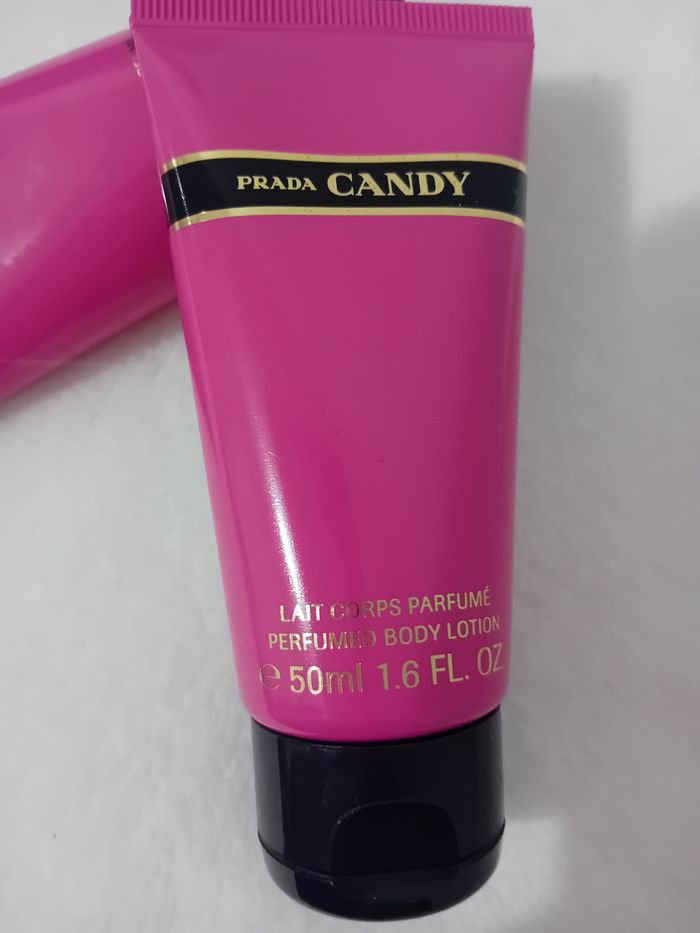 PRADA CANDY
LAIT CORPS PARFUMÉ
PERFUMED BODY LOTION
℮ 50ml 1.6 FL. OZ